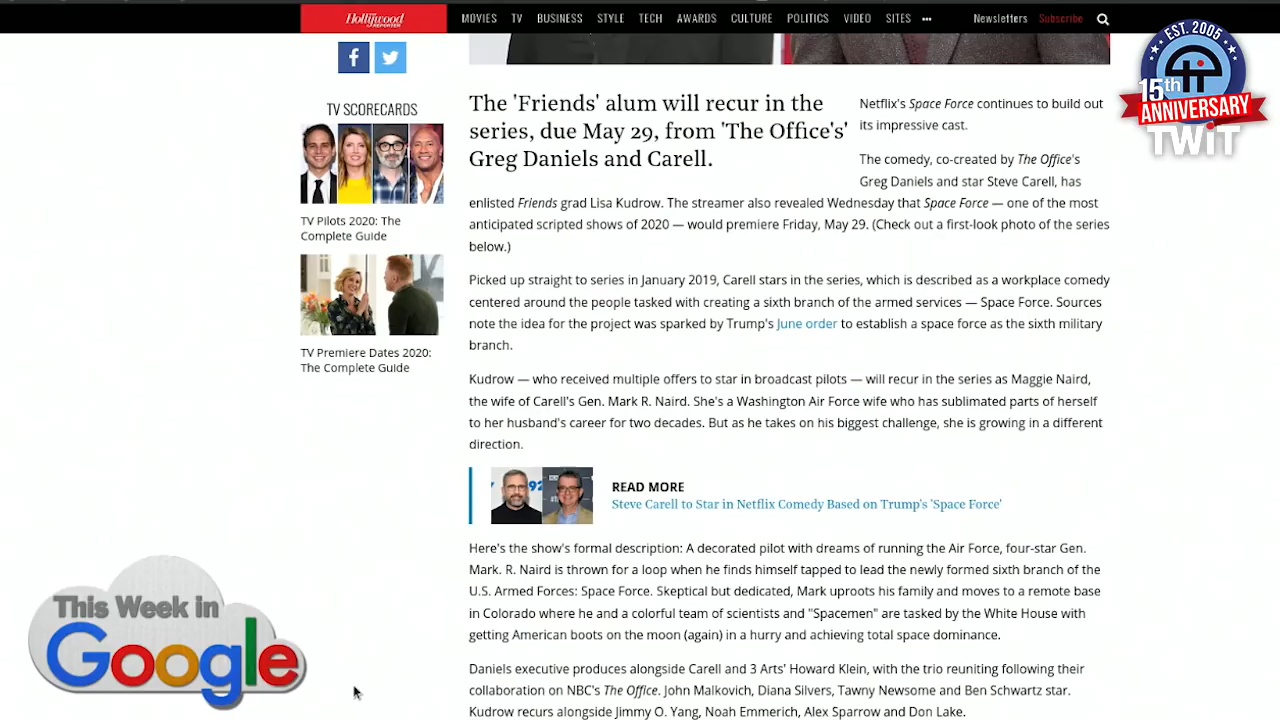 The Hollywood REPORTER
MOVIES TV BUSINESS STYLE TECH AWARDS CULTURE POLITICS VIDEO SITES ••• Newsletters Subscribe
EST. 2005
15th ANNIVERSARY
TWiT
TV SCORECARDS
TV Pilots 2020: The
Complete Guide
TV Premiere Dates 2020:
The Complete Guide
The 'Friends' alum will recur in the
series, due May 29, from 'The Office's'
Greg Daniels and Carell.
Netflix's Space Force continues to build out
its impressive cast.
The comedy, co-created by The Office's
Greg Daniels and star Steve Carell, has
enlisted Friends grad Lisa Kudrow. The streamer also revealed Wednesday that Space Force — one of the most
anticipated scripted shows of 2020 — would premiere Friday, May 29. (Check out a first-look photo of the series
below.)
Picked up straight to series in January 2019, Carell stars in the series, which is described as a workplace comedy
centered around the people tasked with creating a sixth branch of the armed services — Space Force. Sources
note the idea for the project was sparked by Trump's June order to establish a space force as the sixth military
branch.
Kudrow — who received multiple offers to star in broadcast pilots — will recur in the series as Maggie Naird,
the wife of Carell's Gen. Mark R. Naird. She's a Washington Air Force wife who has sublimated parts of herself
to her husband's career for two decades. But as he takes on his biggest challenge, she is growing in a different
direction.
92
READ MORE
Steve Carell to Star in Netflix Comedy Based on Trump's 'Space Force'
Here's the show's formal description: A decorated pilot with dreams of running the Air Force, four-star Gen.
Mark. R. Naird is thrown for a loop when he finds himself tapped to lead the newly formed sixth branch of the
U.S. Armed Forces: Space Force. Skeptical but dedicated, Mark uproots his family and moves to a remote base
in Colorado where he and a colorful team of scientists and "Spacemen" are tasked by the White House with
getting American boots on the moon (again) in a hurry and achieving total space dominance.
Daniels executive produces alongside Carell and 3 Arts' Howard Klein, with the trio reuniting following their
collaboration on NBC's The Office. John Malkovich, Diana Silvers, Tawny Newsome and Ben Schwartz star.
Kudrow recurs alongside Jimmy O. Yang, Noah Emmerich, Alex Sparrow and Don Lake.
This Week in
Google